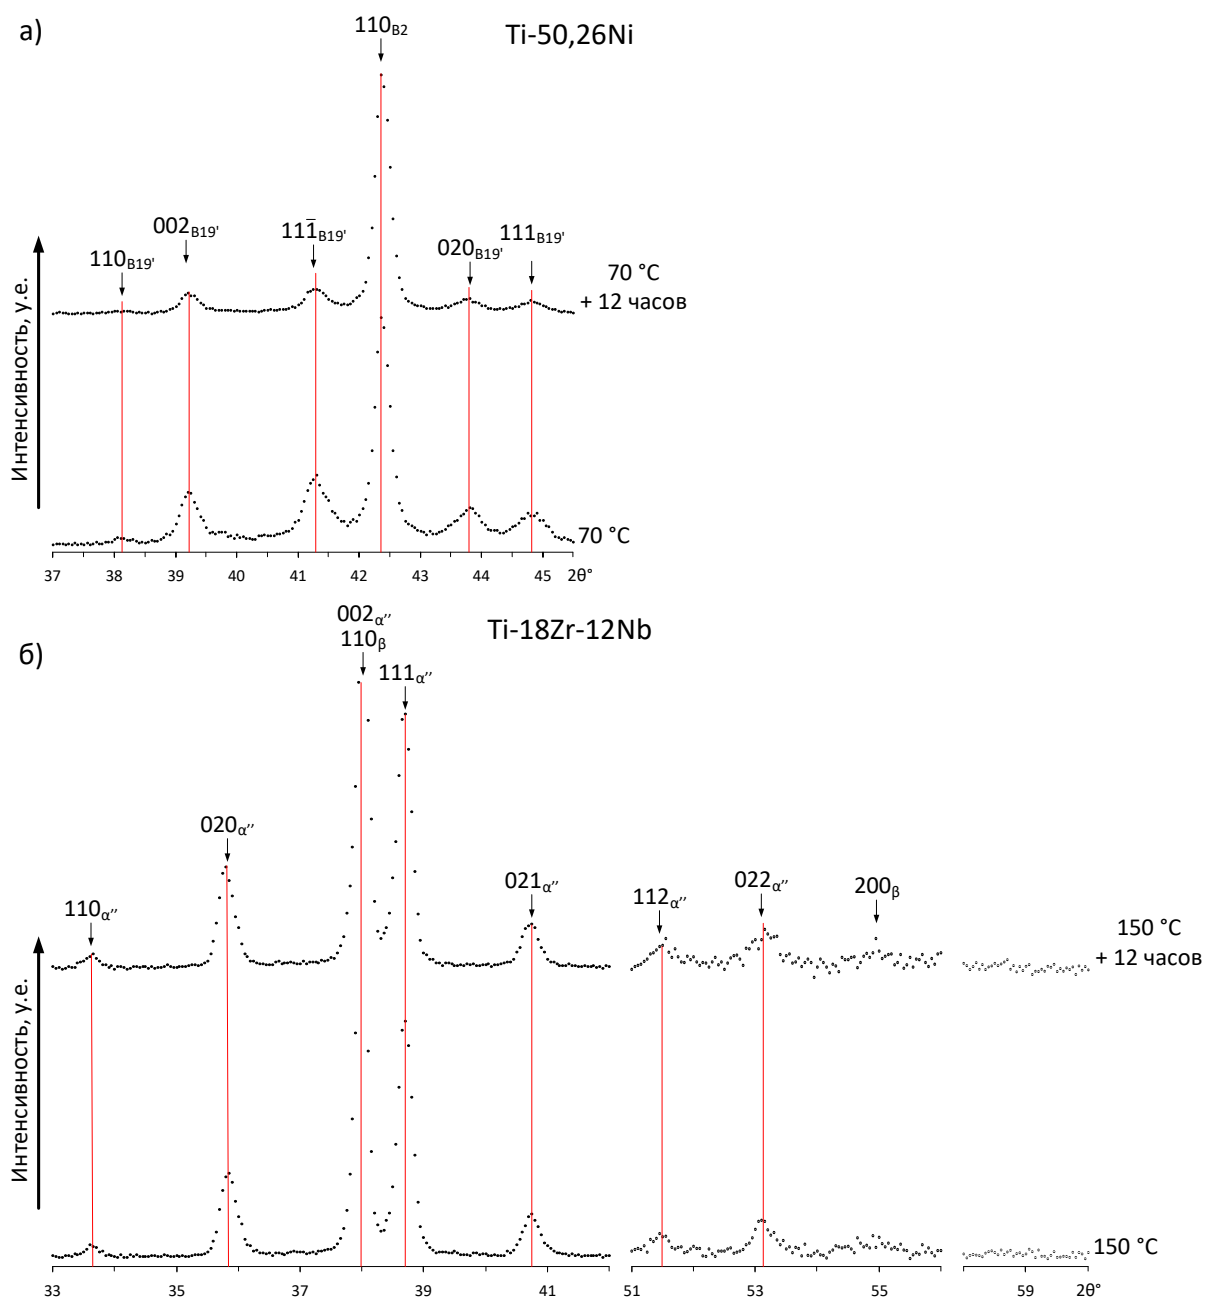 а)
Ti-50,26Ni
110B2
002B19'
110B19'
111̅B19'
020B19'
111B19'
70 °C
+ 12 часов
70 °C
Интенсивность, у.е.
37 38 39 40 41 42 43 44 45 2θ°
б)
Ti-18Zr-12Nb
002α''
110β
111α''
020α''
110α''
021α''
112α''
022α''
200β
150 °C
+ 12 часов
150 °C
Интенсивность, у.е.
33 35 37 39 41 51 53 55 59 2θ°